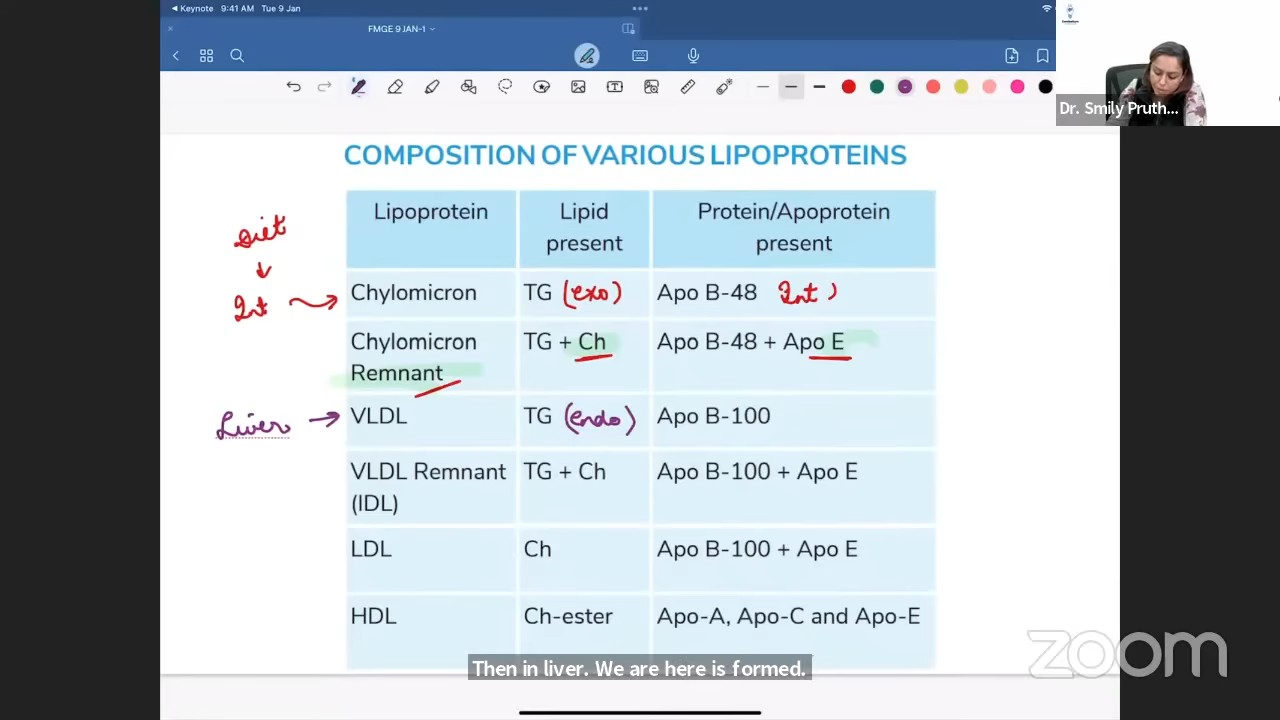 Keynote 9:41 AM Tue 9 Jan
FMGE 9 JAN-1
Dr. Smily Pruth...
COMPOSITION OF VARIOUS LIPOPROTEINS
Lipoprotein
Lipid present
Protein/Apoprotein present
Diet
Int
Chylomicron
TG (exo)
Apo B-48 Int)
Chylomicron Remnant
TG + Ch
Apo B-48 + Apo E
Liver
VLDL
TG (endo)
Apo B-100
VLDL Remnant (IDL)
TG + Ch
Apo B-100 + Apo E
LDL
Ch
Apo B-100 + Apo E
HDL
Ch-ester
Apo-A, Apo-C and Apo-E
zoom
Then in liver. We are here is formed.